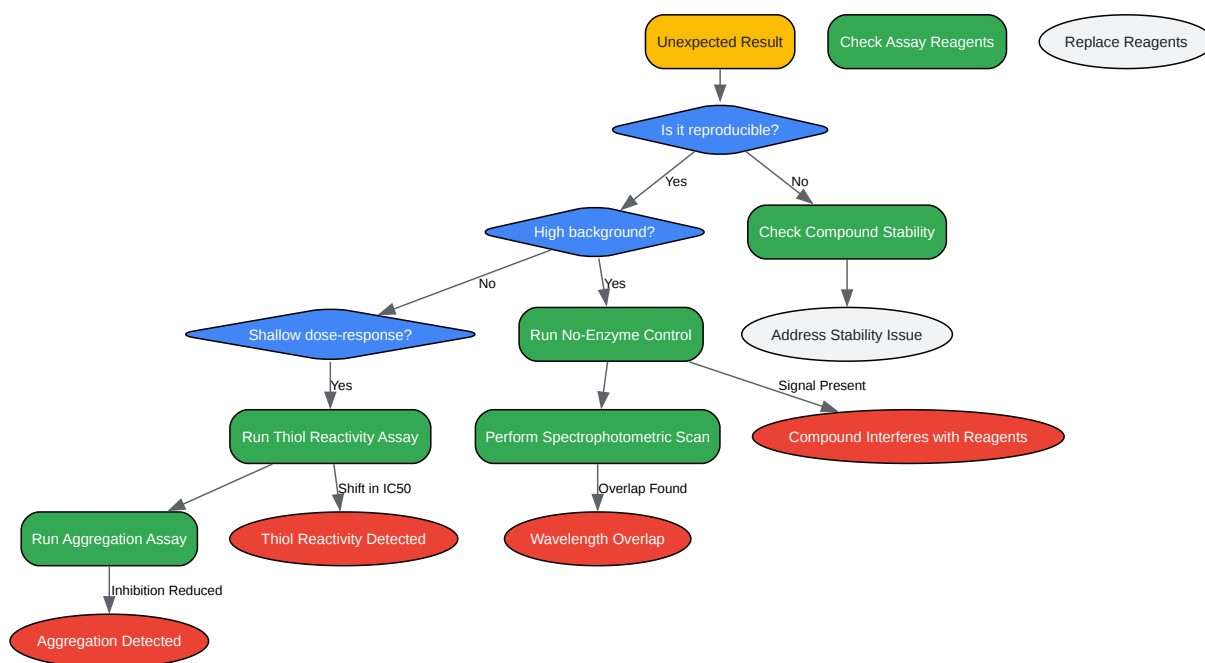 Unexpected Result
Check Assay Reagents
Replace Reagents
Is it reproducible?
Yes
No
High background?
Check Compound Stability
No
Yes
Shallow dose-response?
Run No-Enzyme Control
Address Stability Issue
Yes
Signal Present
Run Thiol Reactivity Assay
Perform Spectrophotometric Scan
Compound Interferes with Reagents
Shift in IC50
Overlap Found
Run Aggregation Assay
Thiol Reactivity Detected
Wavelength Overlap
Inhibition Reduced
Aggregation Detected